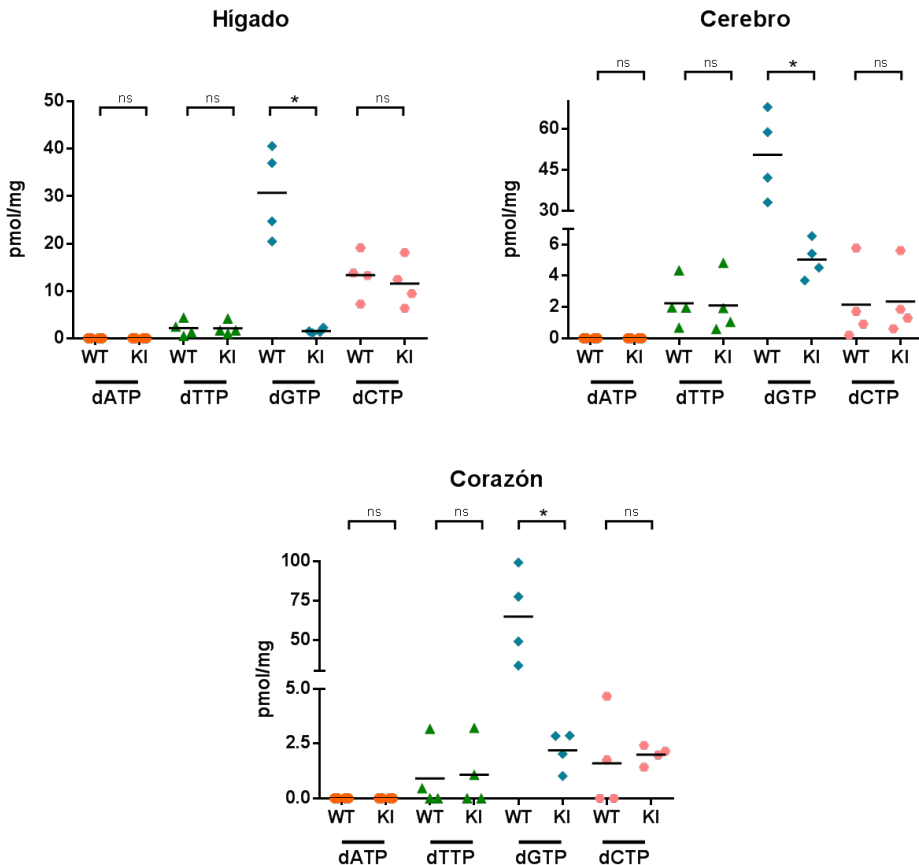 Hígado
ns ns * ns
50
40
30
20
10
0
pmol/mg
WT KI WT KI WT KI WT KI
dATP dTTP dGTP dCTP
Cerebro
ns ns * ns
60
45
30
6
4
2
0
pmol/mg
WT KI WT KI WT KI WT KI
dATP dTTP dGTP dCTP
Corazón
ns ns * ns
100
75
50
5.0
2.5
0.0
pmol/mg
WT KI WT KI WT KI WT KI
dATP dTTP dGTP dCTP